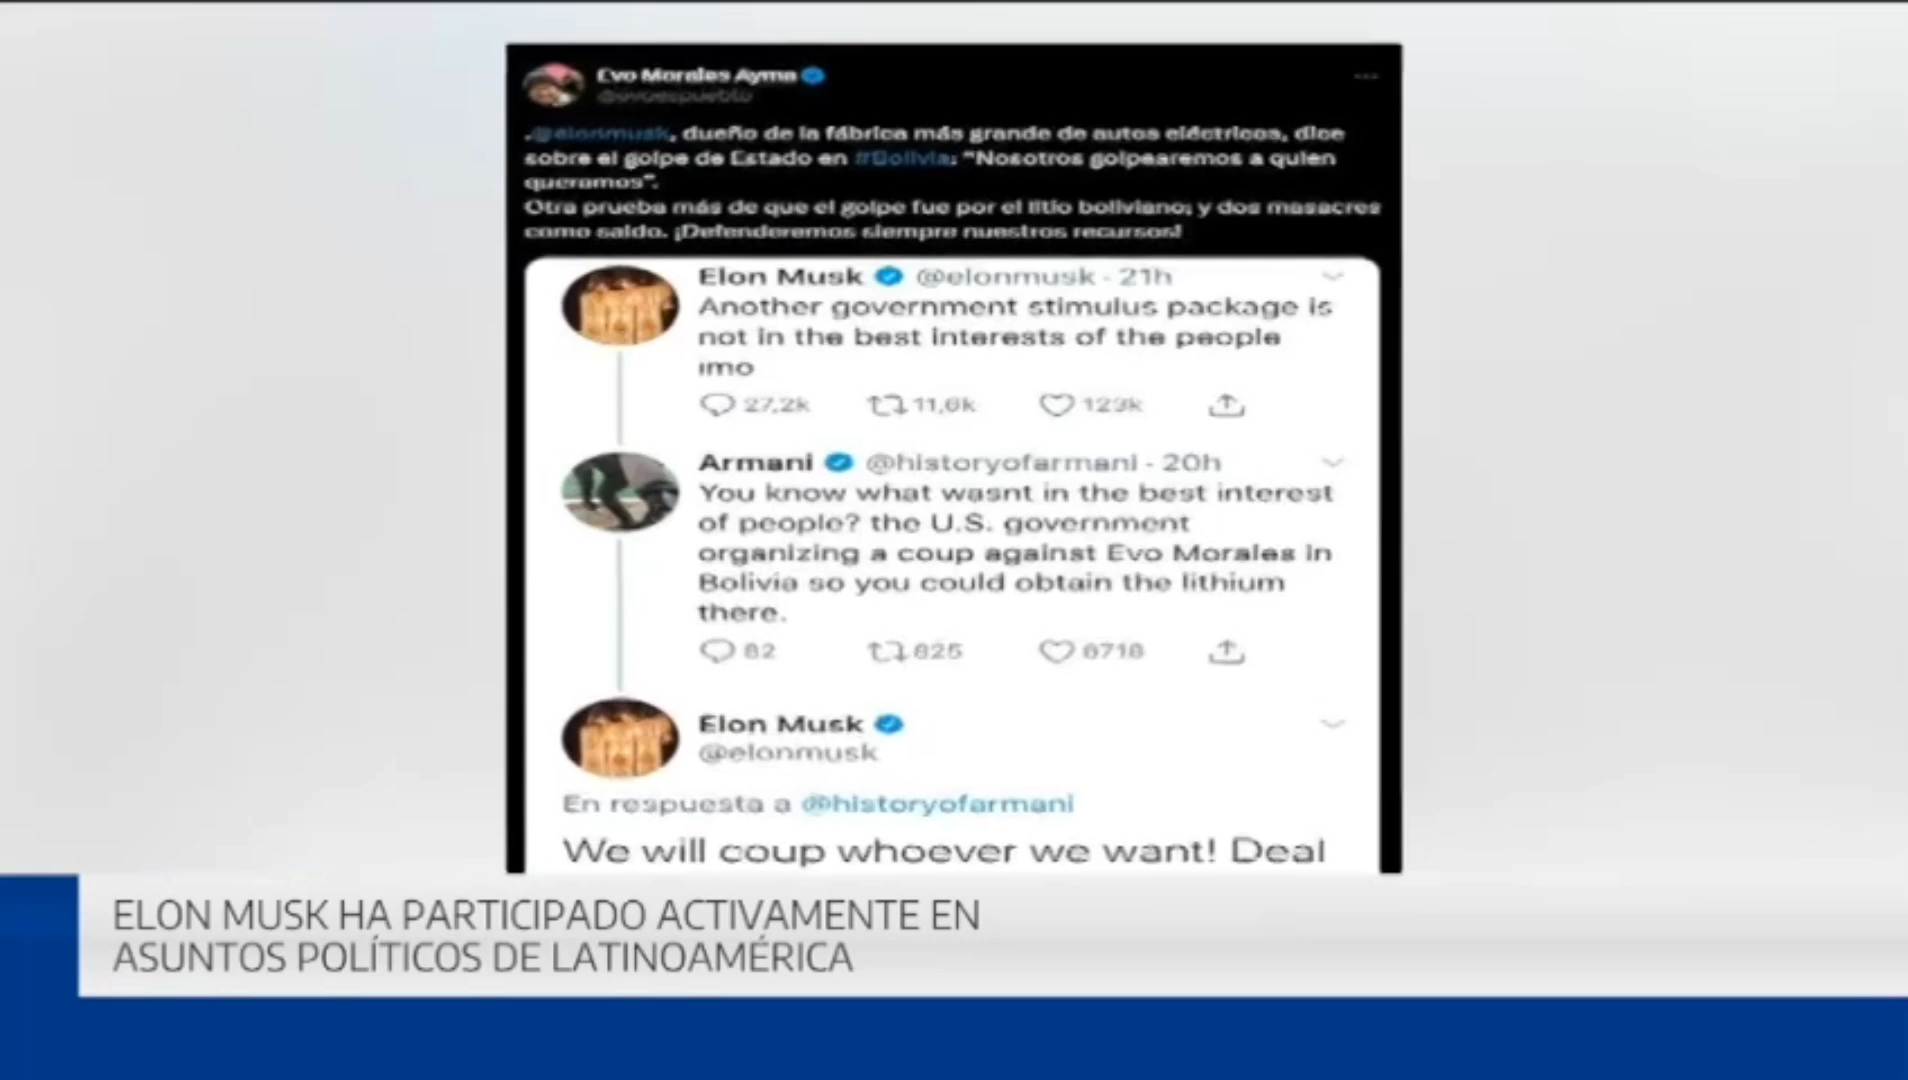 Evo Morales Ayma
@evoespueblo
.@elonmusk, dueño de la fábrica más grande de autos eléctricos, dice
sobre el golpe de Estado en #Bolivia: “Nosotros golpearemos a quien
queramos”.
Otra prueba más de que el golpe fue por el litio boliviano; y dos masacres
como saldo. ¡Defenderemos siempre nuestros recursos!
Elon Musk @elonmusk · 21h
Another government stimulus package is
not in the best interests of the people
imo
27,2k 11,6k 123k
Armani @historyofarmani · 20h
You know what wasnt in the best interest
of people? the U.S. government
organizing a coup against Evo Morales in
Bolivia so you could obtain the lithium
there.
82 825
Elon Musk
@elonmusk
En respuesta a @historyofarmani
We will coup whoever we want! Deal
ELON MUSK HA PARTICIPADO ACTIVAMENTE EN
ASUNTOS POLÍTICOS DE LATINOAMÉRICA